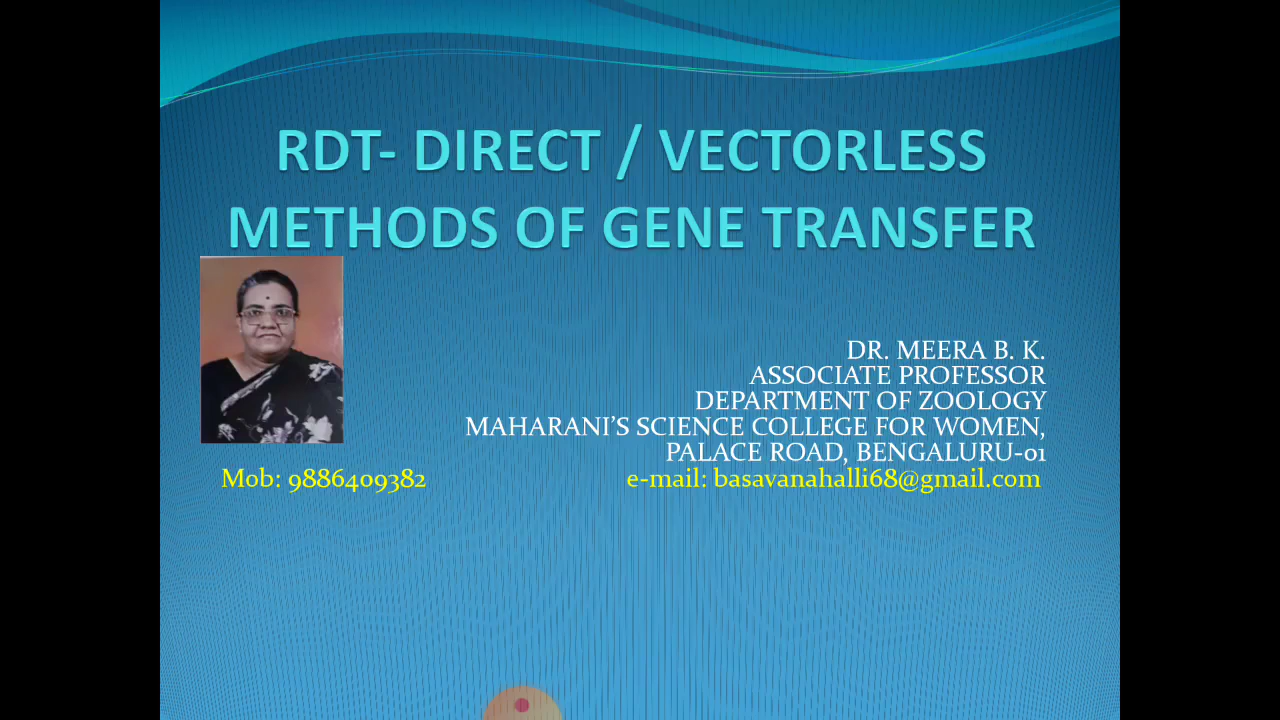 RDT- DIRECT / VECTORLESS
METHODS OF GENE TRANSFER
DR. MEERA B. K.
ASSOCIATE PROFESSOR
DEPARTMENT OF ZOOLOGY
MAHARANI’S SCIENCE COLLEGE FOR WOMEN,
PALACE ROAD, BENGALURU-01
Mob: 9886409382 e-mail: basavanahalli68@gmail.com